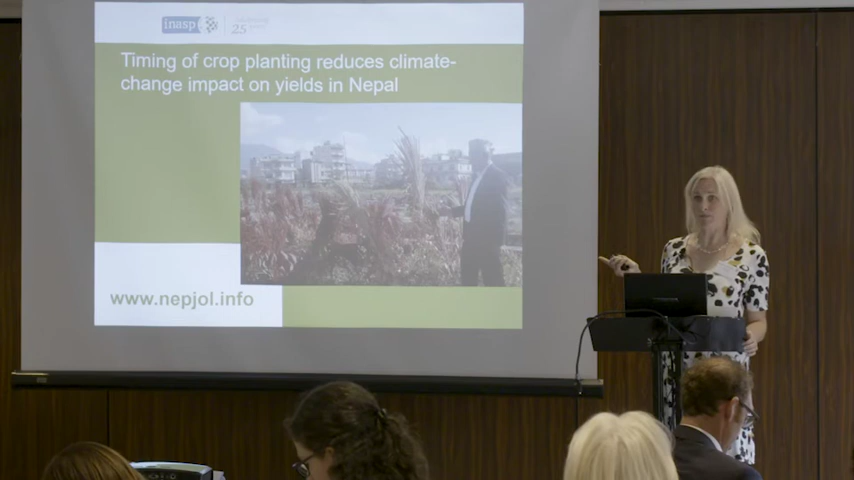 inasp
25
Timing of crop planting reduces climate-
change impact on yields in Nepal
www.nepjol.info